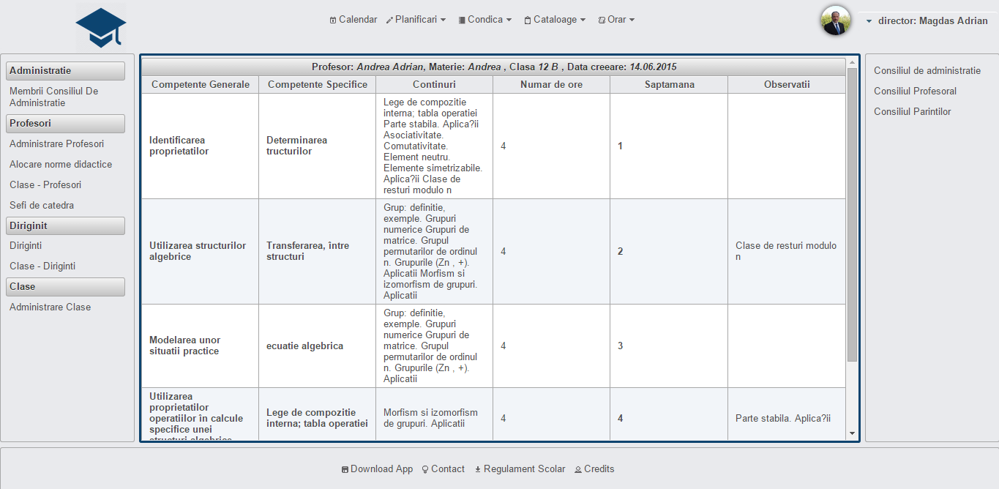 Calendar Planificari Condica Cataloage Orar
director: Magdas Adrian
Administratie
Membrii Consiliul De
Administratie
Profesori
Administrare Profesori
Alocare norme didactice
Clase - Profesori
Sefi de catedra
Diriginit
Diriginti
Clase - Diriginti
Clase
Administrare Clase
Profesor: Andrea Adrian, Materie: Andrea , Clasa 12 B , Data creeare: 14.06.2015
Competente Generale Competente Specifice Continuri Numar de ore Saptamana Observatii
Identificarea
proprietatilor
Determinarea
tructurilor
Lege de compozitie
interna; tabla operatiei
Parte stabila. Aplica?ii
Asociativitate.
Comutativitate.
Element neutru.
Elemente simetrizabile.
Aplica?ii Clase de
resturi modulo n
4
1
Utilizarea structurilor
algebrice
Transferarea, între
structuri
Grup: definitie,
exemple. Grupuri
numerice Grupuri de
matrice. Grupul
permutarilor de ordinul
n. Grupurile (Zn , +).
Aplicatii Morfism si
izomorfism de grupuri.
Aplicatii
4
2
Clase de resturi modulo
n
Modelarea unor
situatii practice
ecuatie algebrica
Grup: definitie,
exemple. Grupuri
numerice Grupuri de
matrice. Grupul
permutarilor de ordinul
n. Grupurile (Zn , +).
Aplicatii
4
3
Utilizarea
proprietatilor
operatiilor în calcule
specifice unei
structuri algebrice
Lege de compozitie
interna; tabla operatiei
Morfism si izomorfism
de grupuri. Aplicatii
4
4
Parte stabila. Aplica?ii
Consiliul de administratie
Consiliul Profesoral
Consiliul Parintilor
Download App Contact Regulament Scolar Credits